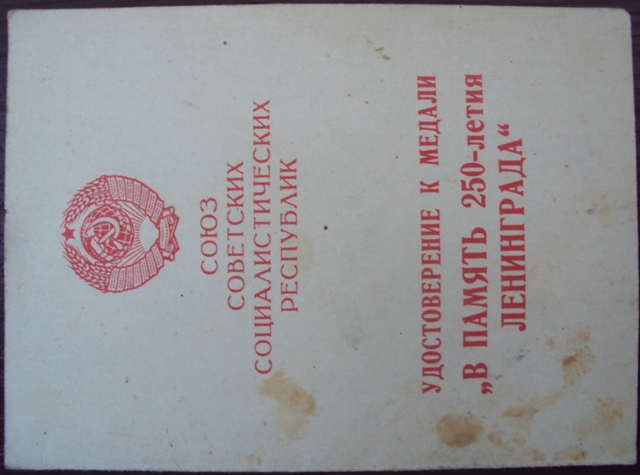 СОЮЗ
СОВЕТСКИХ
СОЦИАЛИСТИЧЕСКИХ
РЕСПУБЛИК
УДОСТОВЕРЕНИЕ К МЕДАЛИ
„В ПАМЯТЬ 250-летия
ЛЕНИНГРАДА“